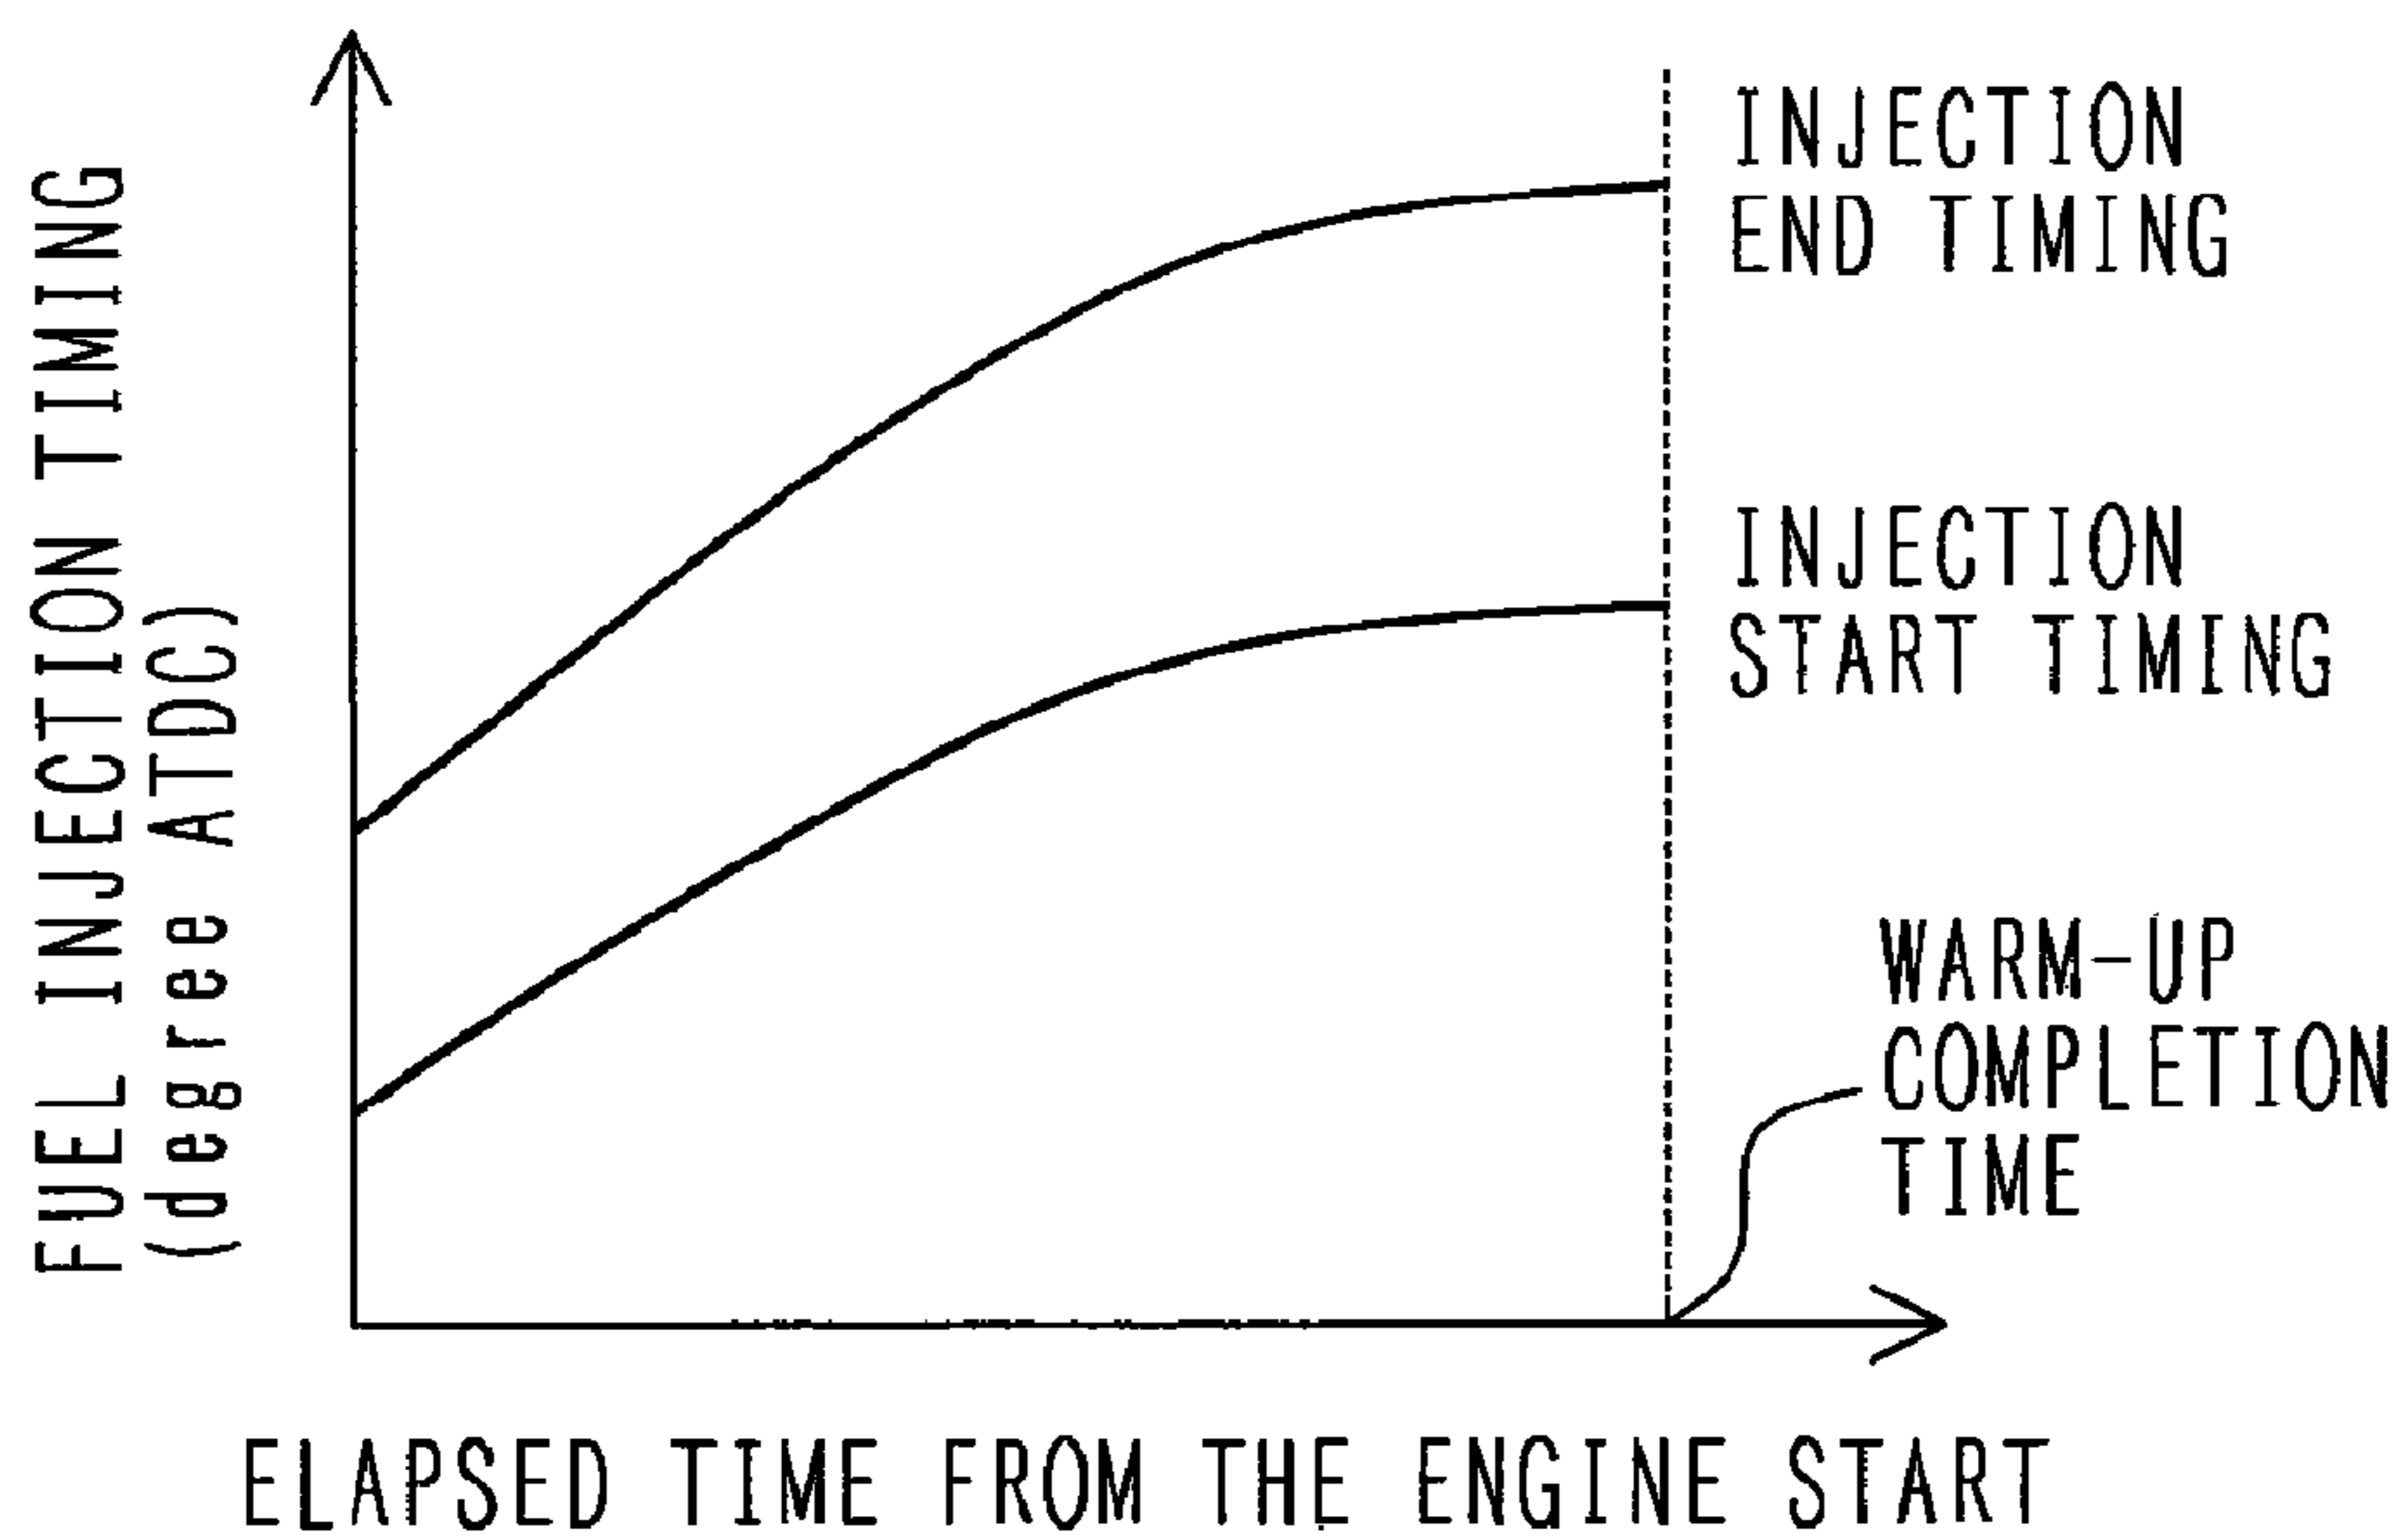 FUEL INJECTION TIMING
(degree ATDC)
INJECTION
END TIMING
INJECTION
START TIMING
WARM-UP
COMPLETION
TIME
ELAPSED TIME FROM THE ENGINE START